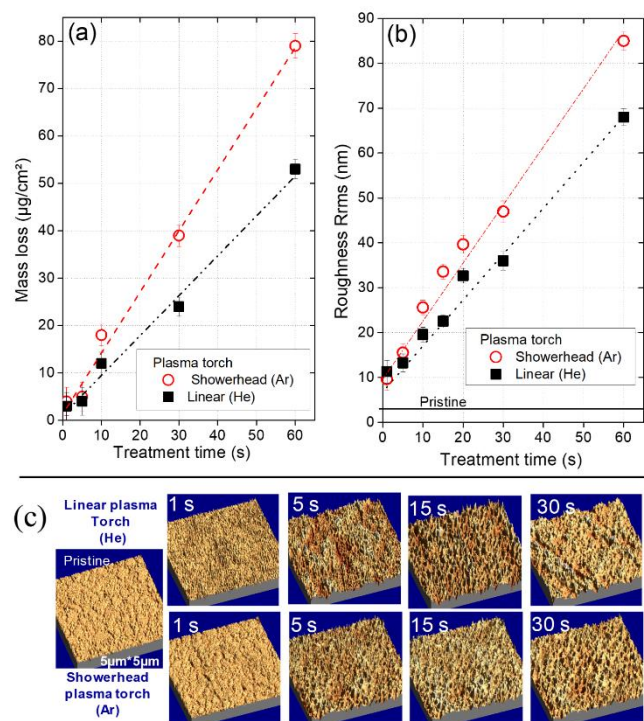 (a)
Mass loss (µg/cm²)
90
80
70
60
50
40
30
20
10
0
0 10 20 30 40 50 60
Treatment time (s)
Plasma torch
Showerhead (Ar)
Linear (He)
(b)
Roughness Rrms (nm)
90
80
70
60
50
40
30
20
10
0
0 10 20 30 40 50 60
Treatment time (s)
Plasma torch
Showerhead (Ar)
Linear (He)
Pristine
(c)
Linear plasma
Torch
(He)
1 s 5 s 15 s 30 s
Pristine
5µm*5µm
1 s 5 s 15 s 30 s
Showerhead
plasma torch
(Ar)